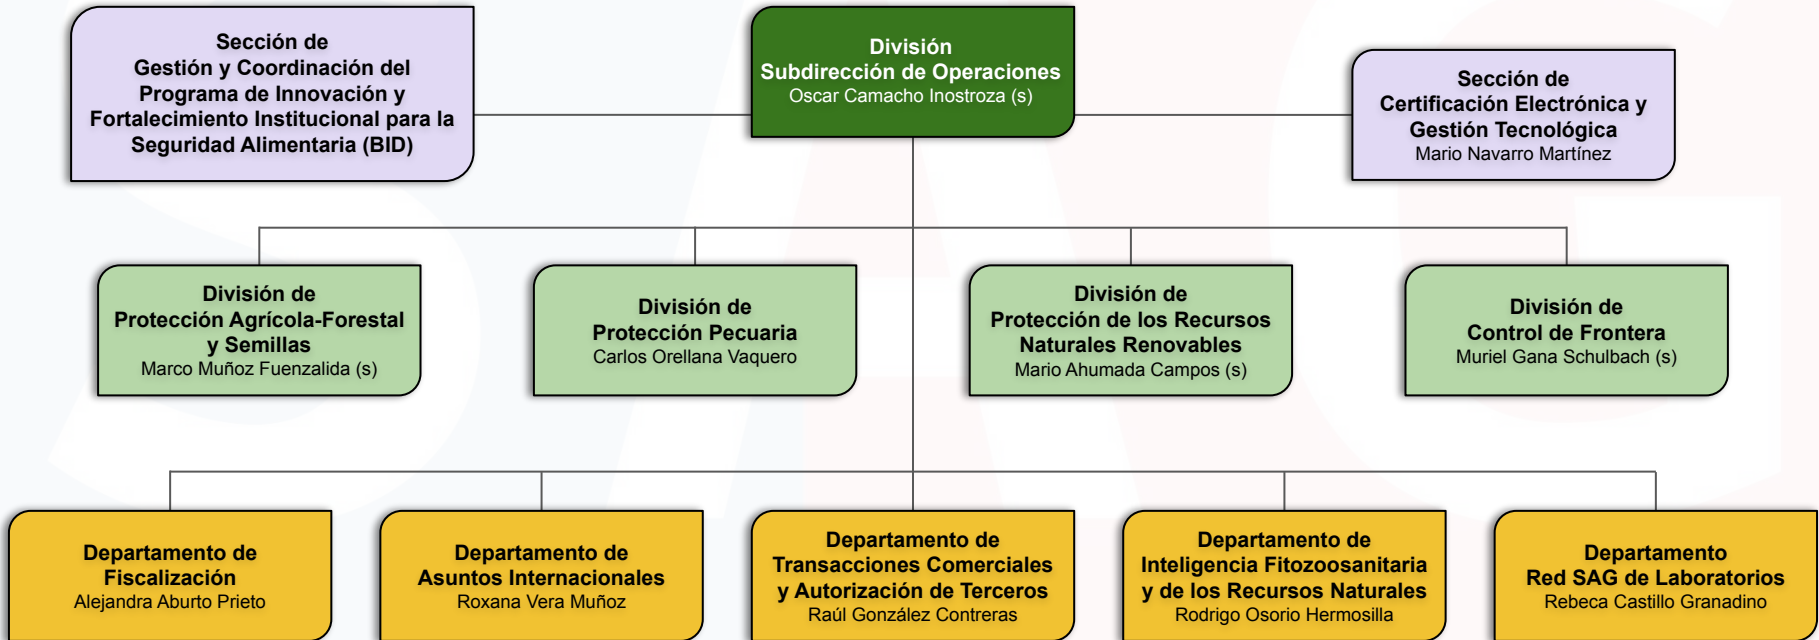 Sección de
Gestión y Coordinación del
Programa de Innovación y
Fortalecimiento Institucional para la
Seguridad Alimentaria (BID)
División
Subdirección de Operaciones
Oscar Camacho Inostroza (s)
Sección de
Certificación Electrónica y
Gestión Tecnológica
Mario Navarro Martínez
División de
Protección Agrícola-Forestal
y Semillas
Marco Muñoz Fuenzalida (s)
División de
Protección Pecuaria
Carlos Orellana Vaquero
División de
Protección de los Recursos
Naturales Renovables
Mario Ahumada Campos (s)
División de
Control de Frontera
Muriel Gana Schulbach (s)
Departamento de
Fiscalización
Alejandra Aburto Prieto
Departamento de
Asuntos Internacionales
Roxana Vera Muñoz
Departamento de
Transacciones Comerciales
y Autorización de Terceros
Raúl González Contreras
Departamento de
Inteligencia Fitozoosanitaria
y de los Recursos Naturales
Rodrigo Osorio Hermosilla
Departamento
Red SAG de Laboratorios
Rebeca Castillo Granadino
SAG